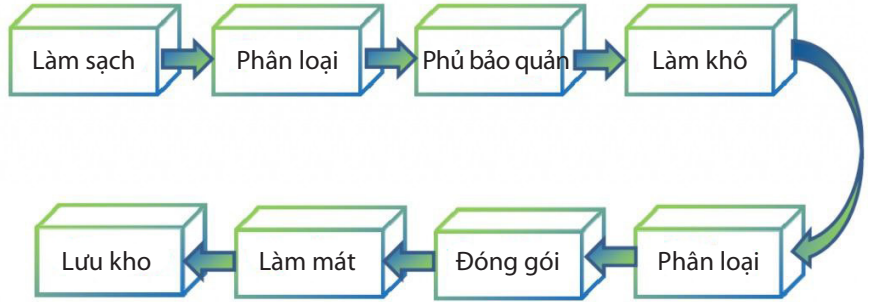 Làm sạch
Phân loại
Phủ bảo quản
Làm khô
Phân loại
Đóng gói
Làm mát
Lưu kho